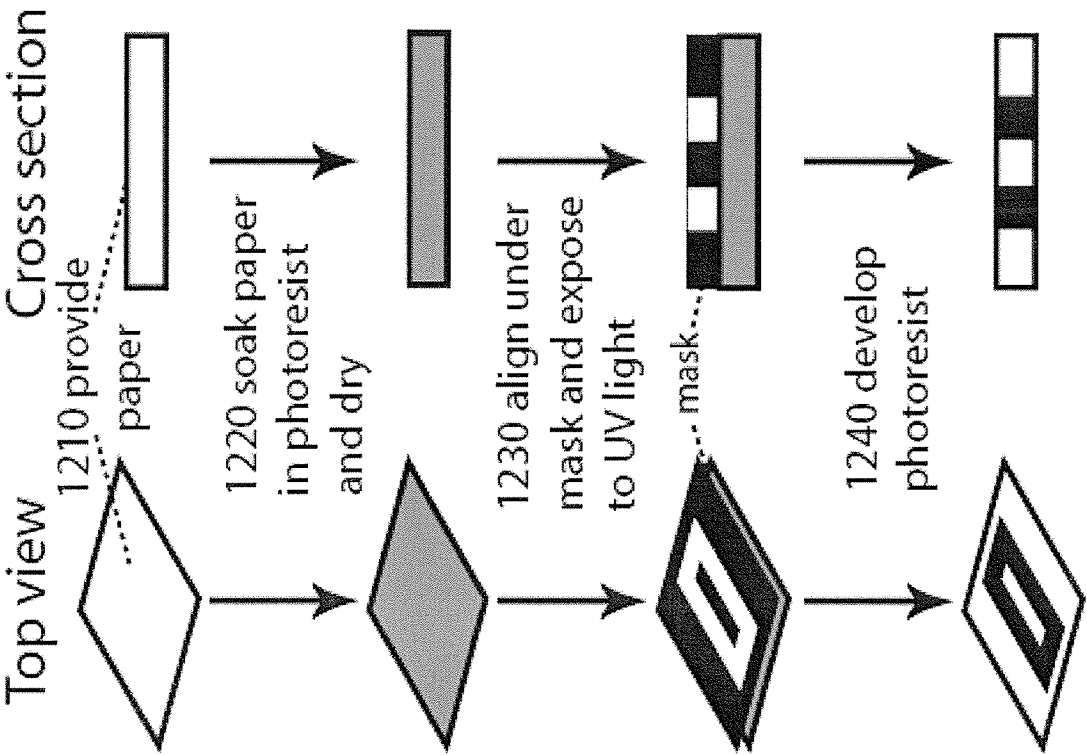 Top view
Cross section
1210 provide
paper
1220 soak paper
in photoresist
and dry
1230 align under
mask and expose
to UV light
mask
1240 develop
photoresist